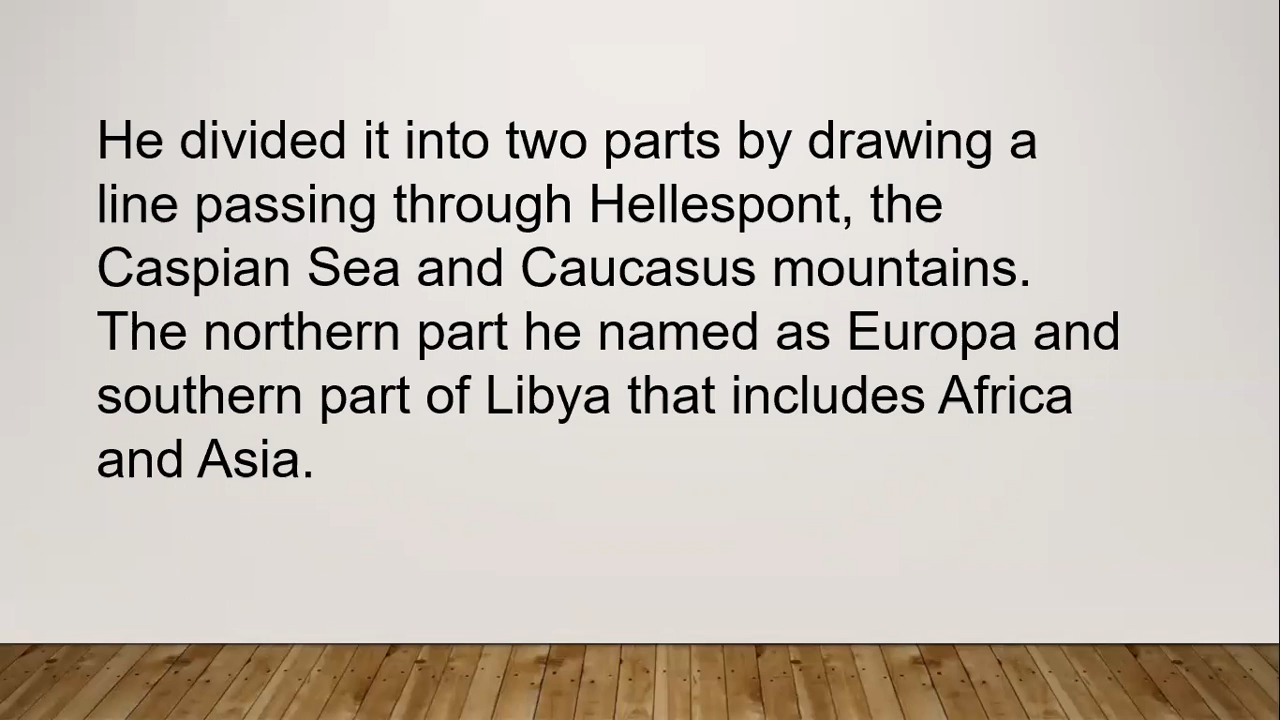 He divided it into two parts by drawing a
line passing through Hellespont, the
Caspian Sea and Caucasus mountains.
The northern part he named as Europa and
southern part of Libya that includes Africa
and Asia.